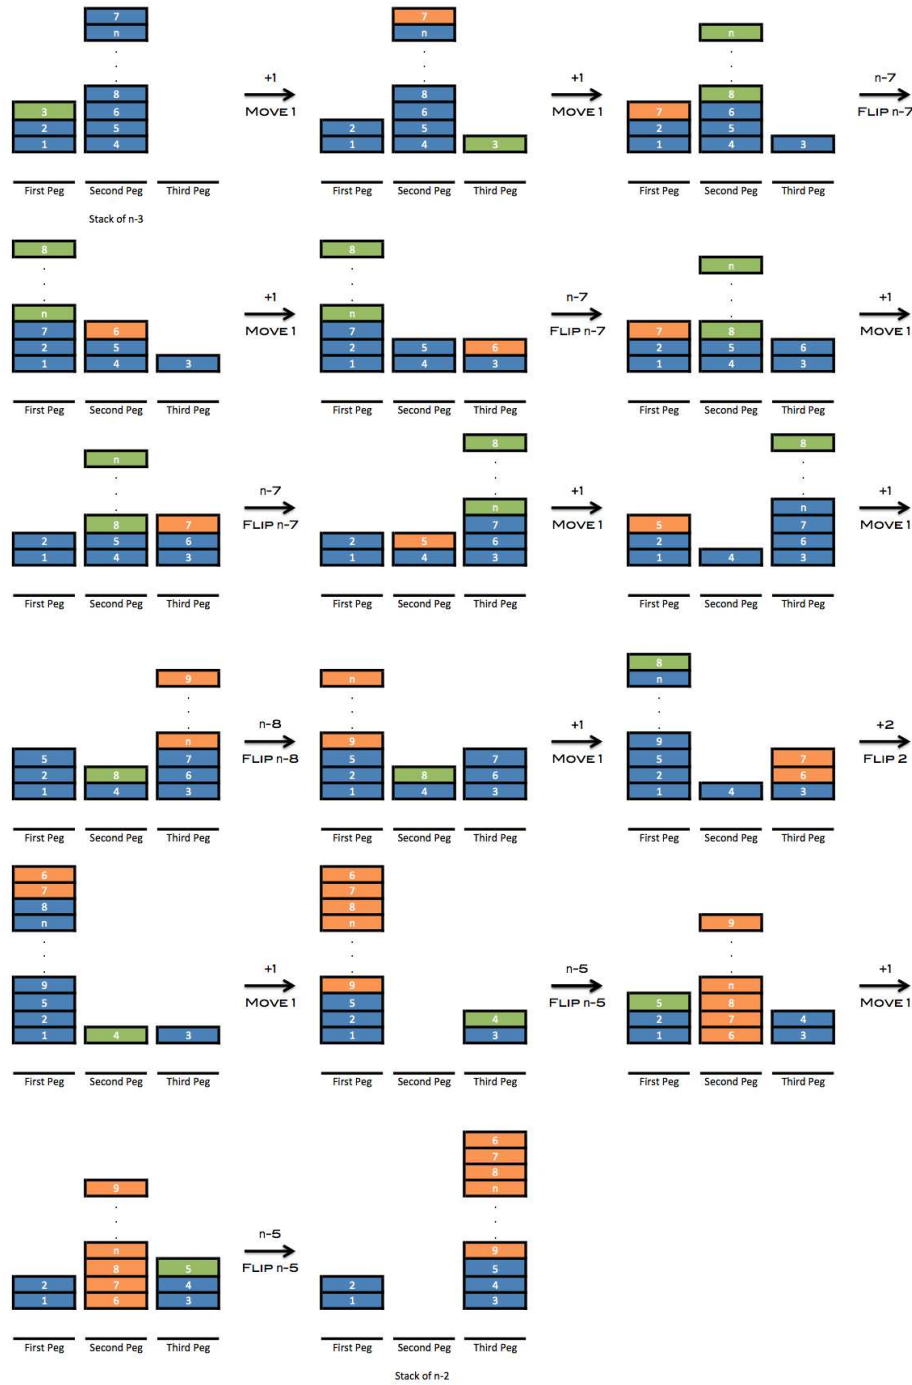 7
n
.
.
.
8
3 6
2 5
1 4
First Peg Second Peg Third Peg
Stack of n-3
+1
Move 1
7
n
.
.
.
8
6
2 5
1 4 3
First Peg Second Peg Third Peg
+1
Move 1
n
.
.
.
8
7 6
2 5
1 4 3
First Peg Second Peg Third Peg
n-7
Flip n-7
8
.
.
.
n
7 6
2 5
1 4 3
First Peg Second Peg Third Peg
+1
Move 1
8
.
.
.
n
7
2 5 6
1 4 3
First Peg Second Peg Third Peg
n-7
Flip n-7
n
.
.
.
7 8
2 5 6
1 4 3
First Peg Second Peg Third Peg
+1
Move 1
n
.
.
.
8 7
2 5 6
1 4 3
First Peg Second Peg Third Peg
n-7
Flip n-7
8
.
.
.
n
7
2 5 6
1 4 3
First Peg Second Peg Third Peg
+1
Move 1
8
.
.
.
n
5 7
2 6
1 4 3
First Peg Second Peg Third Peg
+1
Move 1
9
.
.
.
n
5 7
2 8 6
1 4 3
First Peg Second Peg Third Peg
n-8
Flip n-8
n
.
.
.
9
5 7
2 8 6
1 4 3
First Peg Second Peg Third Peg
+1
Move 1
8
n
.
.
.
9
5 7
2 6
1 4 3
First Peg Second Peg Third Peg
+2
Flip 2
6
7
8
n
.
.
.
9
5
2
1 4 3
First Peg Second Peg Third Peg
+1
Move 1
6
7
8
n
.
.
.
9
5
2 4
1 3
First Peg Second Peg Third Peg
n-5
Flip n-5
9
.
.
.
n
5 8
2 7 4
1 6 3
First Peg Second Peg Third Peg
+1
Move 1
9
.
.
.
n
8 5
2 7 4
1 6 3
First Peg Second Peg Third Peg
n-5
Flip n-5
6
7
8
n
.
.
.
9
5
2 4
1 3
First Peg Second Peg Third Peg
Stack of n-2